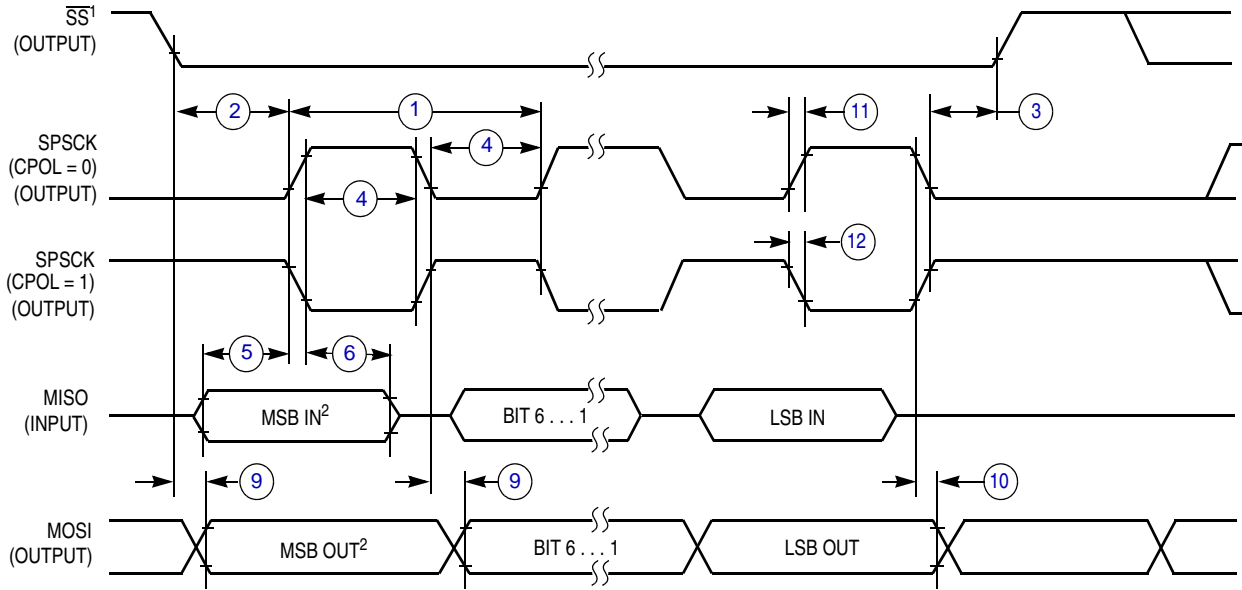 SS¹
(OUTPUT)
2
1
11
3
SPSCK
(CPOL = 0)
(OUTPUT)
4
4
SPSCK
(CPOL = 1)
(OUTPUT)
12
5
6
MISO
(INPUT)
MSB IN²
BIT 6 . . . 1
LSB IN
9
9
10
MOSI
(OUTPUT)
MSB OUT²
BIT 6 . . . 1
LSB OUT